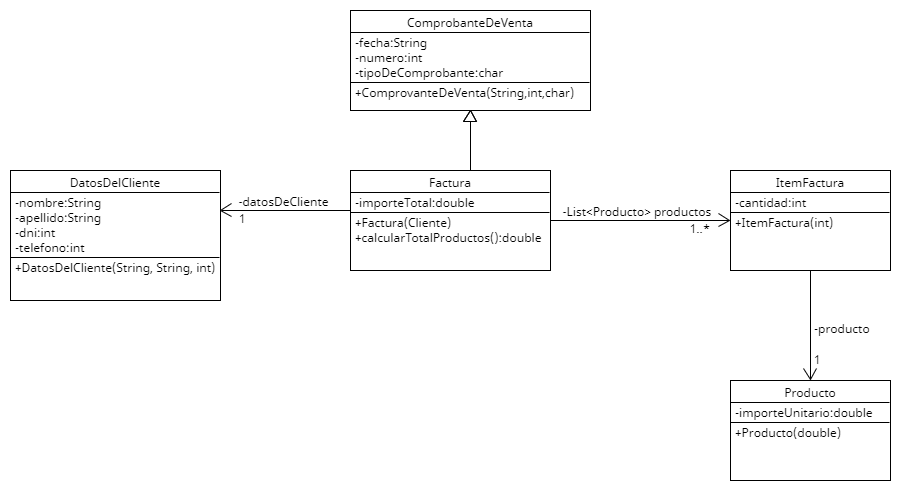 ComprobanteDeVenta
-fecha:String
-numero:int
-tipoDeComprobante:char
+ComprovanteDeVenta(String,int,char)
DatosDelCliente
-nombre:String
-apellido:String
-dni:int
-telefono:int
+DatosDelCliente(String, String, int)
-datosDeCliente
1
Factura
-importeTotal:double
+Factura(Cliente)
+calcularTotalProductos():double
-List<Producto> productos
1..*
ItemFactura
-cantidad:int
+ItemFactura(int)
-producto
1
Producto
-importeUnitario:double
+Producto(double)